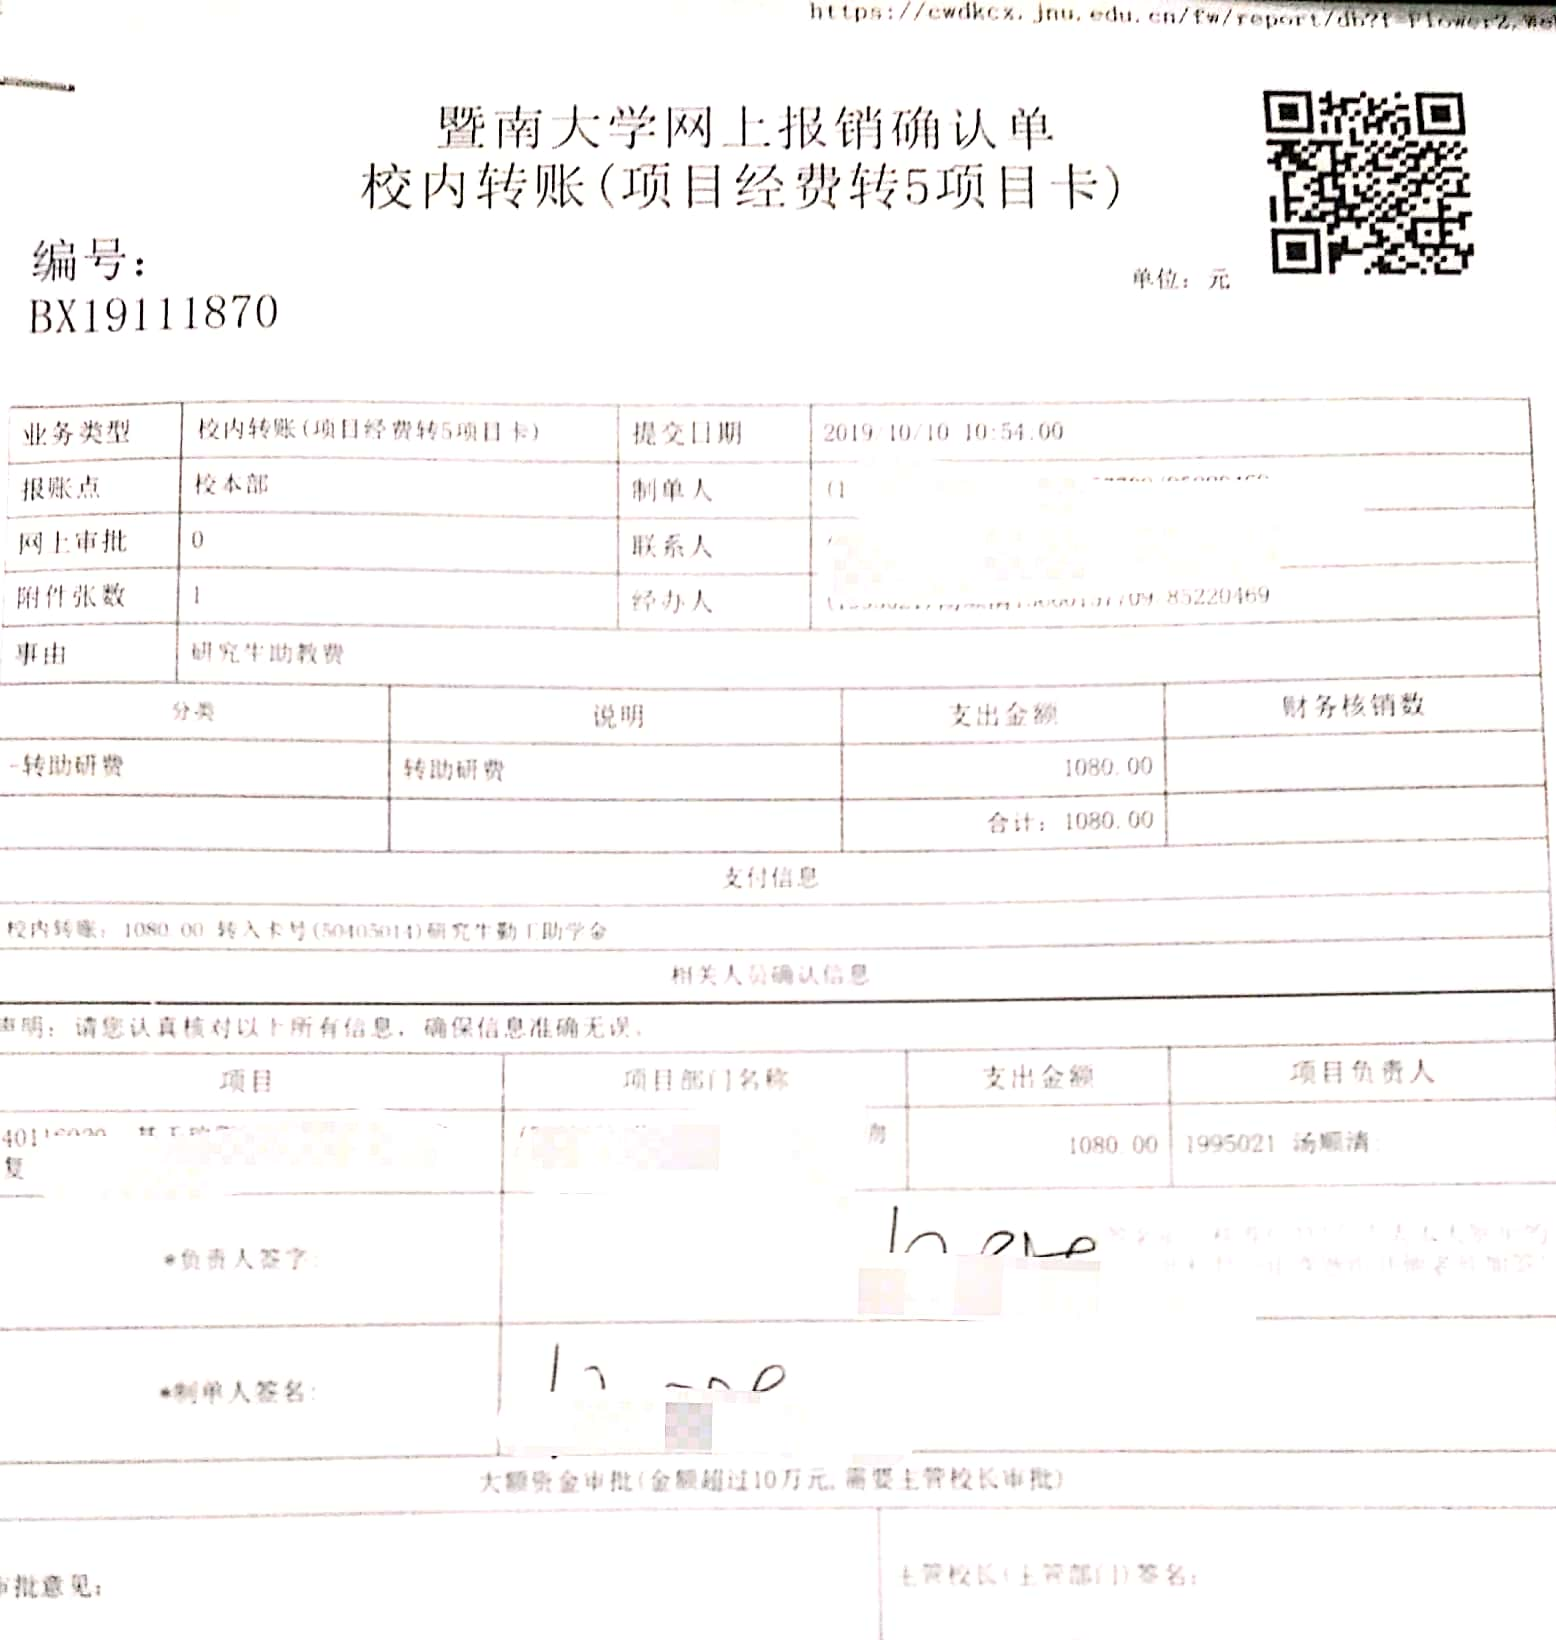 https://cwdkcx.jnu.edu.cn/fw/report/db?
暨南大学网上报销确认单
校内转账(项目经费转5项目卡)
编号:
BX19111870
单位: 元
业务类型 校内转账(项目经费转5项目卡) 提交日期 2019/10/10 10:54:00
报账点 校本部 制单人
网上审批 0 联系人
附件张数 1 经办人 85220469
事由 研究生助教费
分类 说明 支出金额 财务核销数
-转助研费 转助研费 1080.00
合计: 1080.00
支付信息
校内转账: 1080.00 转入卡号(50405014)研究生勤工助学金
相关人员确认信息
声明: 请您认真核对以上所有信息, 确保信息准确无误.
项目 项目部门名称 支出金额 项目负责人
1080.00 1995021 汤顺清
复
*负责人签字:
*制单人签名:
大额资金审批(金额超过10万元,需要主管校长审批)
审批意见:
主管校长(主管部门)签名: